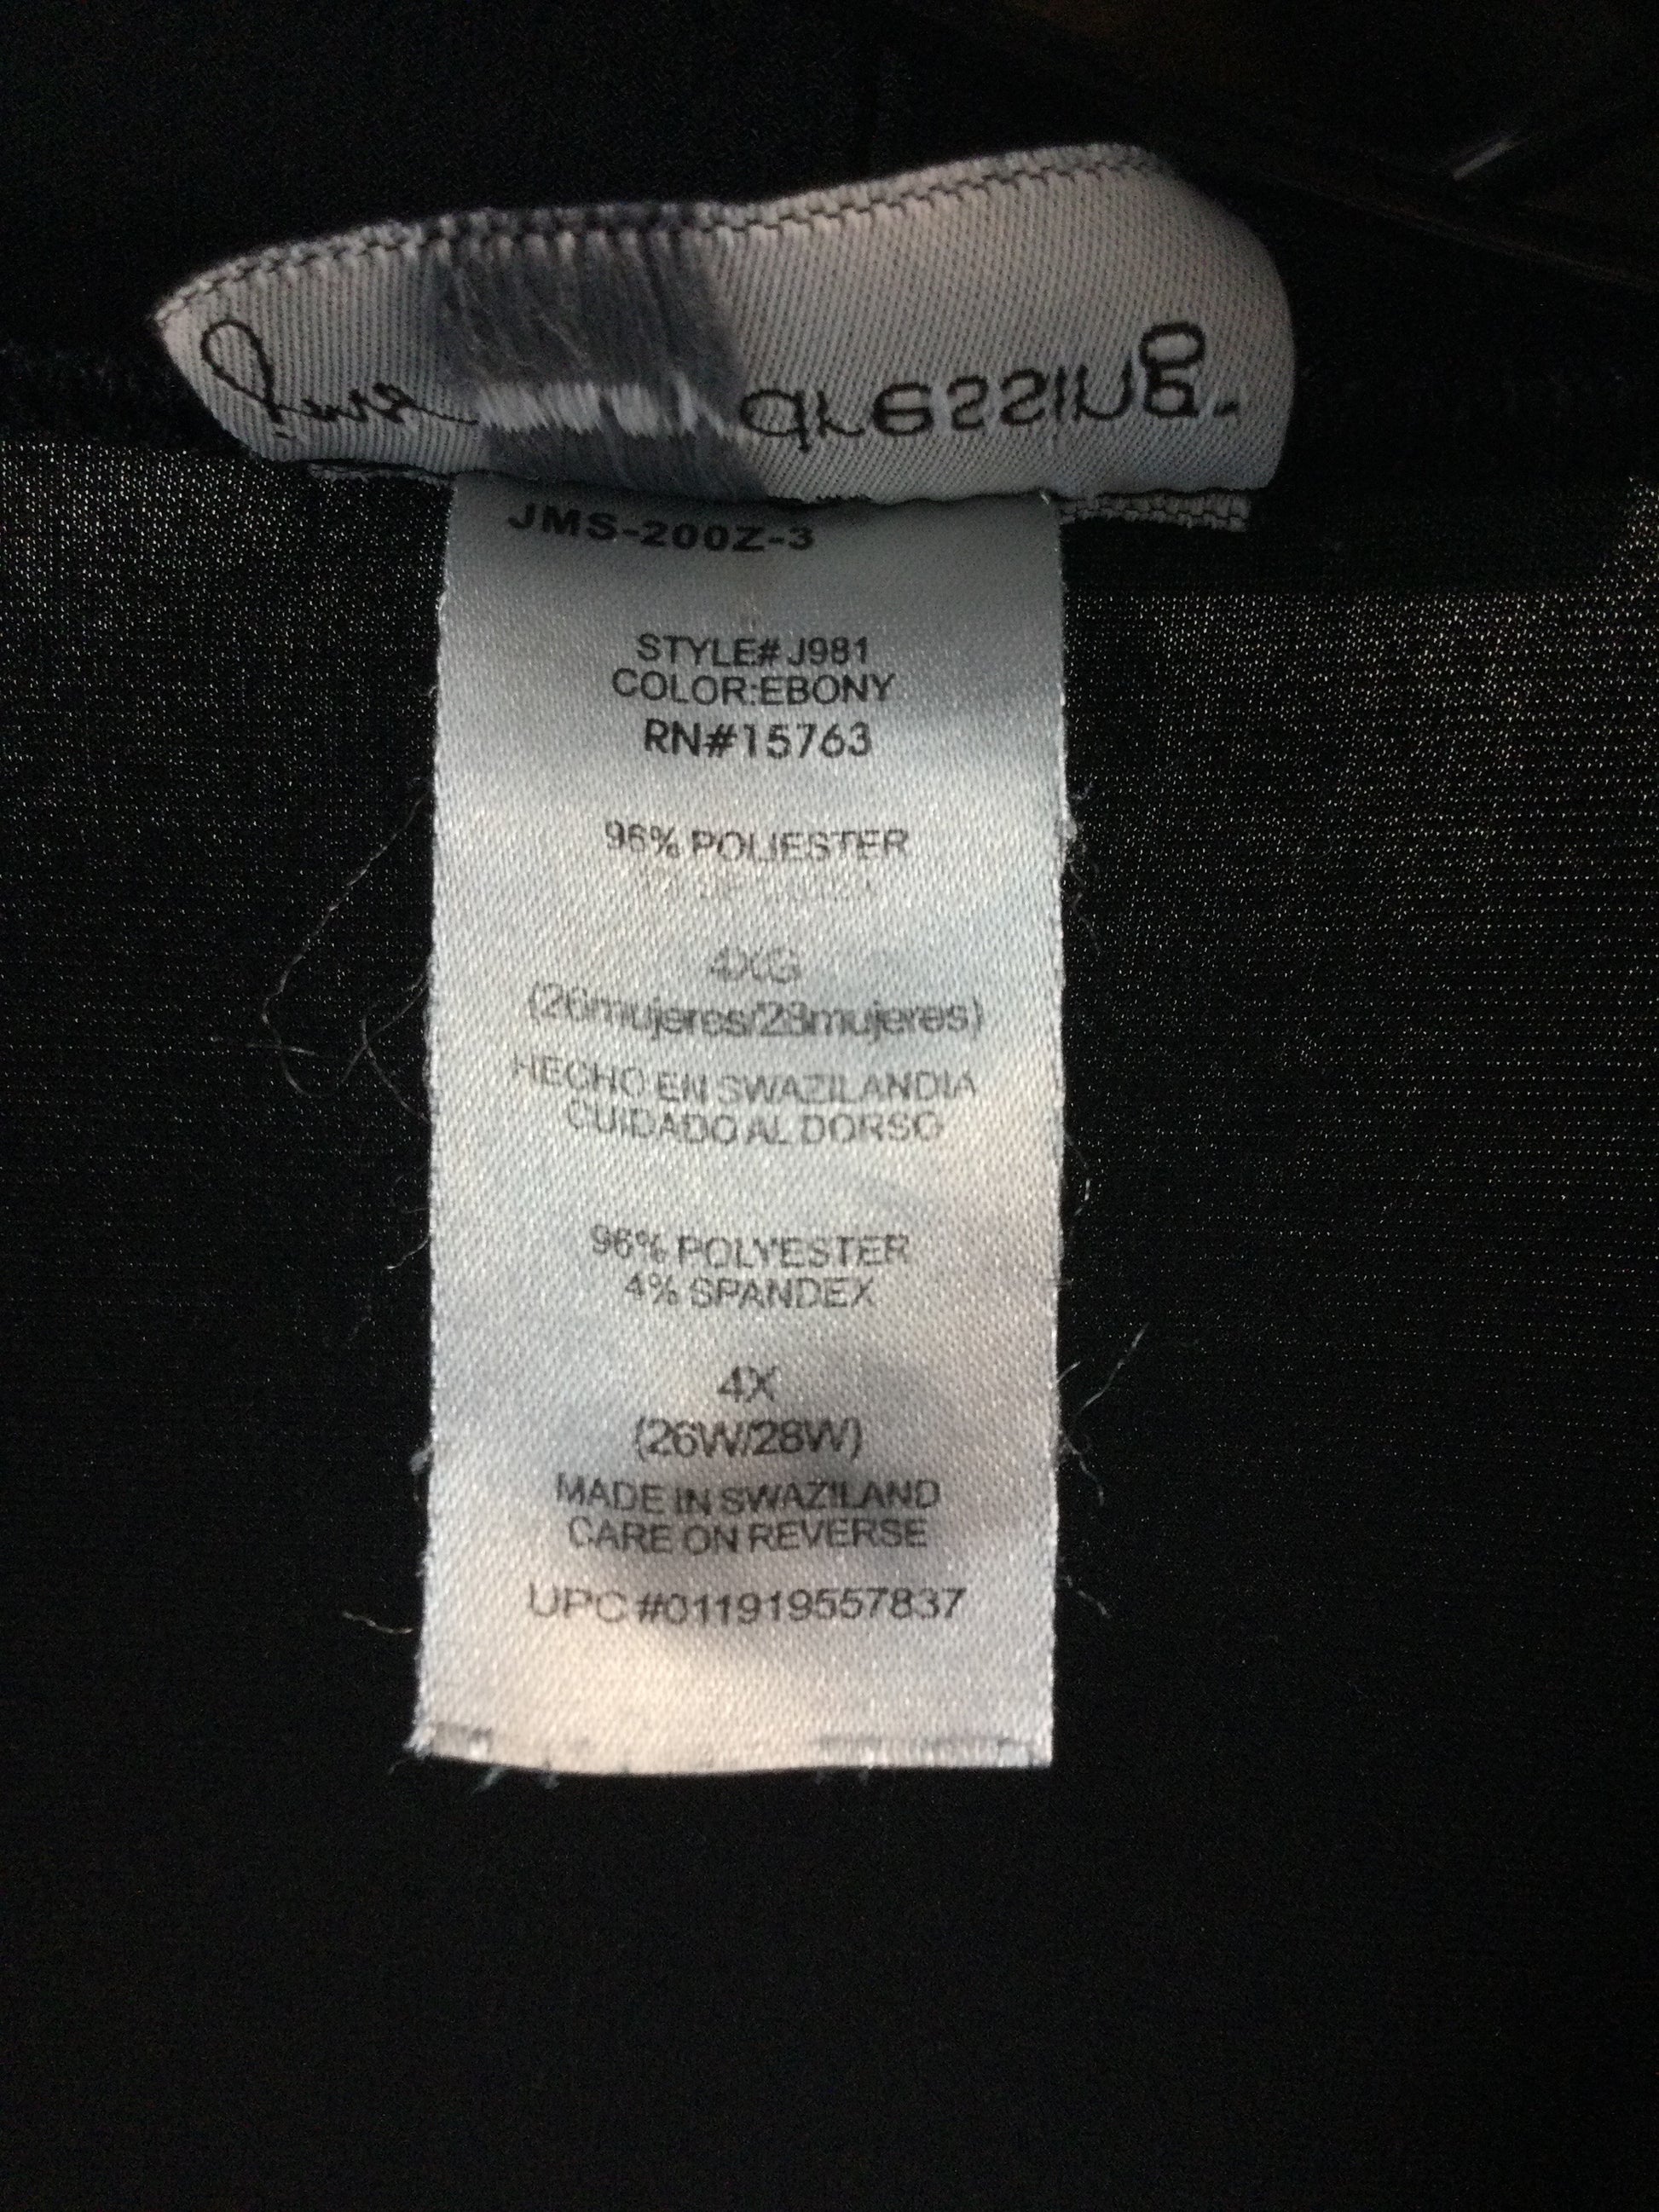 dressing.
JMS-200Z-3
STYLE# J981
COLOR:EBONY
RN#15763
96% POLIESTER
4XG
(26mujeres/28mujeres)
HECHO EN SWAZILANDIA
CUIDADO AL DORSO
96% POLYESTER
4% SPANDEX
4X
(26W/28W)
MADE IN SWAZILAND
CARE ON REVERSE
UPC #011919557837